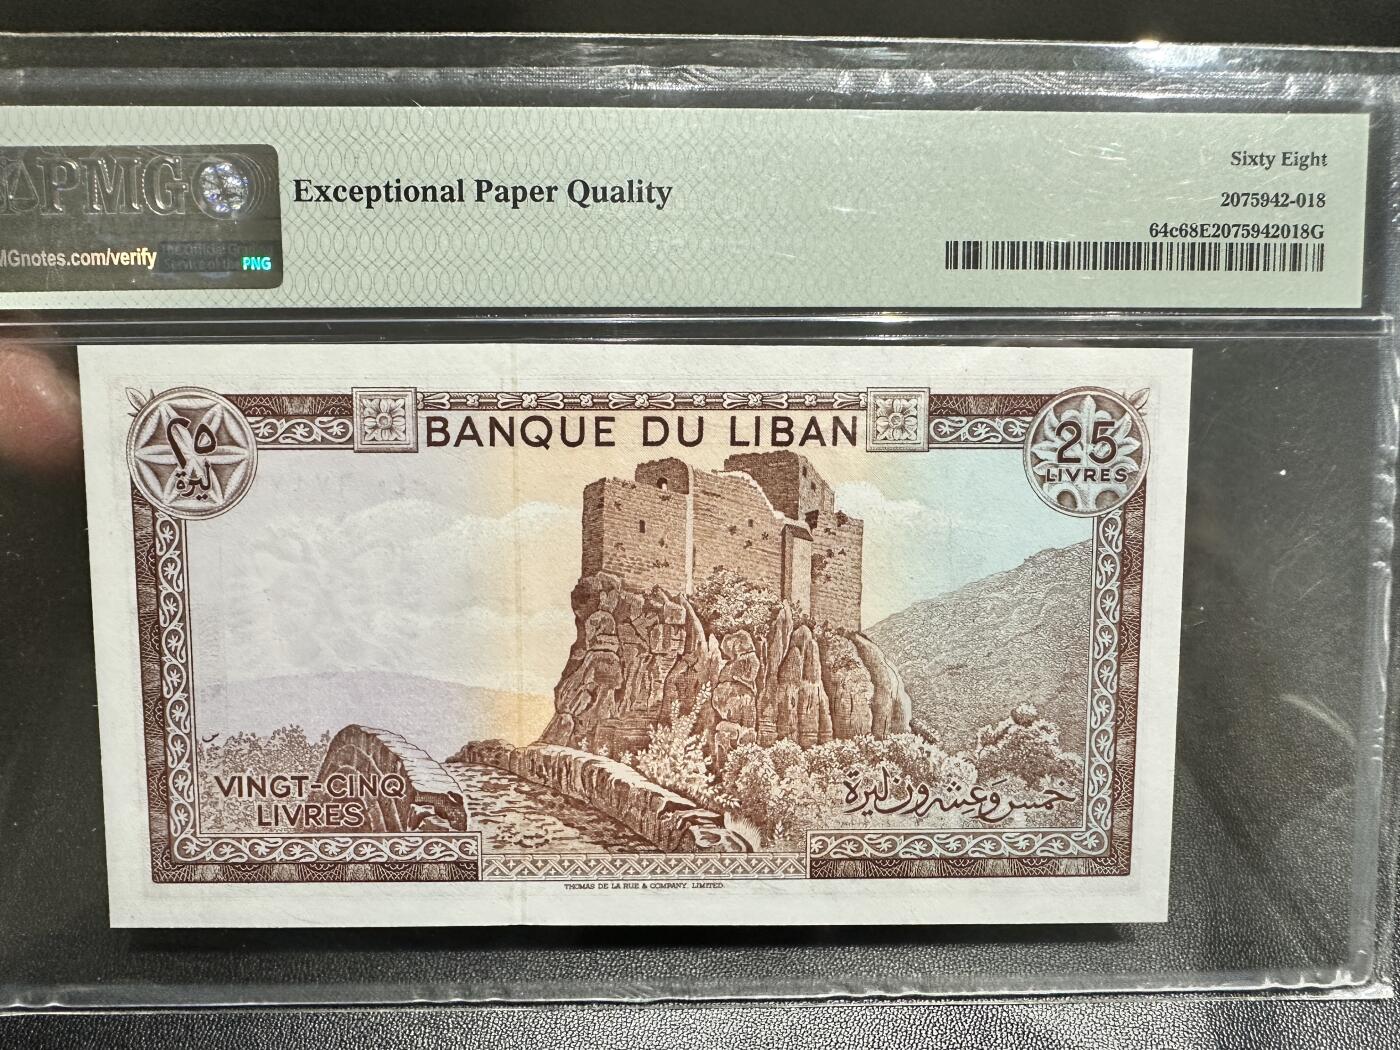 PMG
Exceptional Paper Quality
MGnotes.com/verify
PNG
Sixty Eight
2075942-018
64c68E2075942018G
٢٥
ليرة
BANQUE DU LIBAN
25
LIVRES
VINGT-CINQ
LIVRES
خمس وعشرون ليرة
THOMAS DE LA RUE & COMPANY, LIMITED.